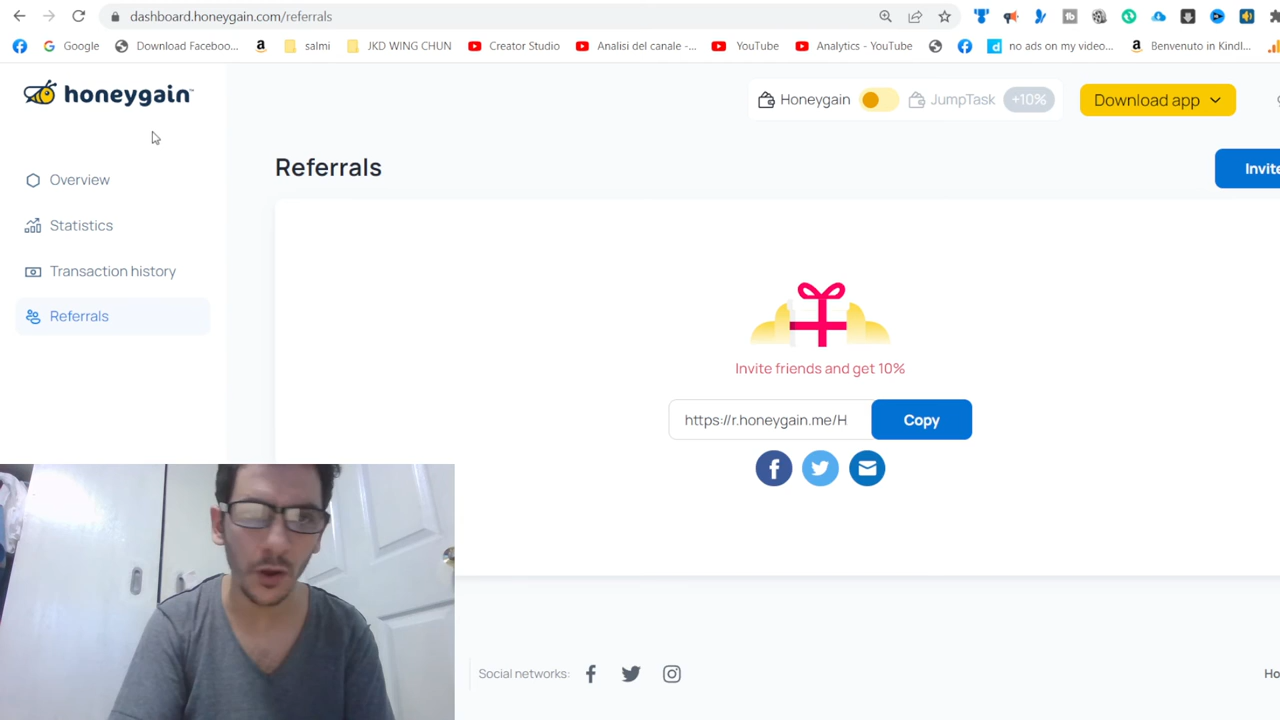 dashboard.honeygain.com/referrals
Google
Download Faceboo...
salmi
JKD WING CHUN
Creator Studio
Analisi del canale -...
YouTube
Analytics - YouTube
no ads on my video...
Benvenuto in Kindl...
honeygain
Honeygain
JumpTask
+10%
Download app
Overview
Statistics
Transaction history
Referrals
Referrals
Invite
Invite friends and get 10%
https://r.honeygain.me/H
Copy
Social networks:
Ho